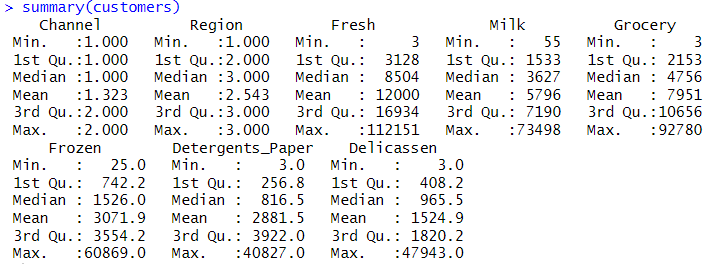 > summary(customers)
Channel Region Fresh Milk Grocery
Min. :1.000 Min. :1.000 Min. : 3 Min. : 55 Min. : 3
1st Qu.:1.000 1st Qu.:2.000 1st Qu.: 3128 1st Qu.: 1533 1st Qu.: 2153
Median :1.000 Median :3.000 Median : 8504 Median : 3627 Median : 4756
Mean :1.323 Mean :2.543 Mean : 12000 Mean : 5796 Mean : 7951
3rd Qu.:2.000 3rd Qu.:3.000 3rd Qu.: 16934 3rd Qu.: 7190 3rd Qu.:10656
Max. :2.000 Max. :3.000 Max. :112151 Max. :73498 Max. :92780
Frozen Detergents_Paper Delicassen
Min. : 25.0 Min. : 3.0 Min. : 3.0
1st Qu.: 742.2 1st Qu.: 256.8 1st Qu.: 408.2
Median : 1526.0 Median : 816.5 Median : 965.5
Mean : 3071.9 Mean : 2881.5 Mean : 1524.9
3rd Qu.: 3554.2 3rd Qu.: 3922.0 3rd Qu.: 1820.2
Max. :60869.0 Max. :40827.0 Max. :47943.0